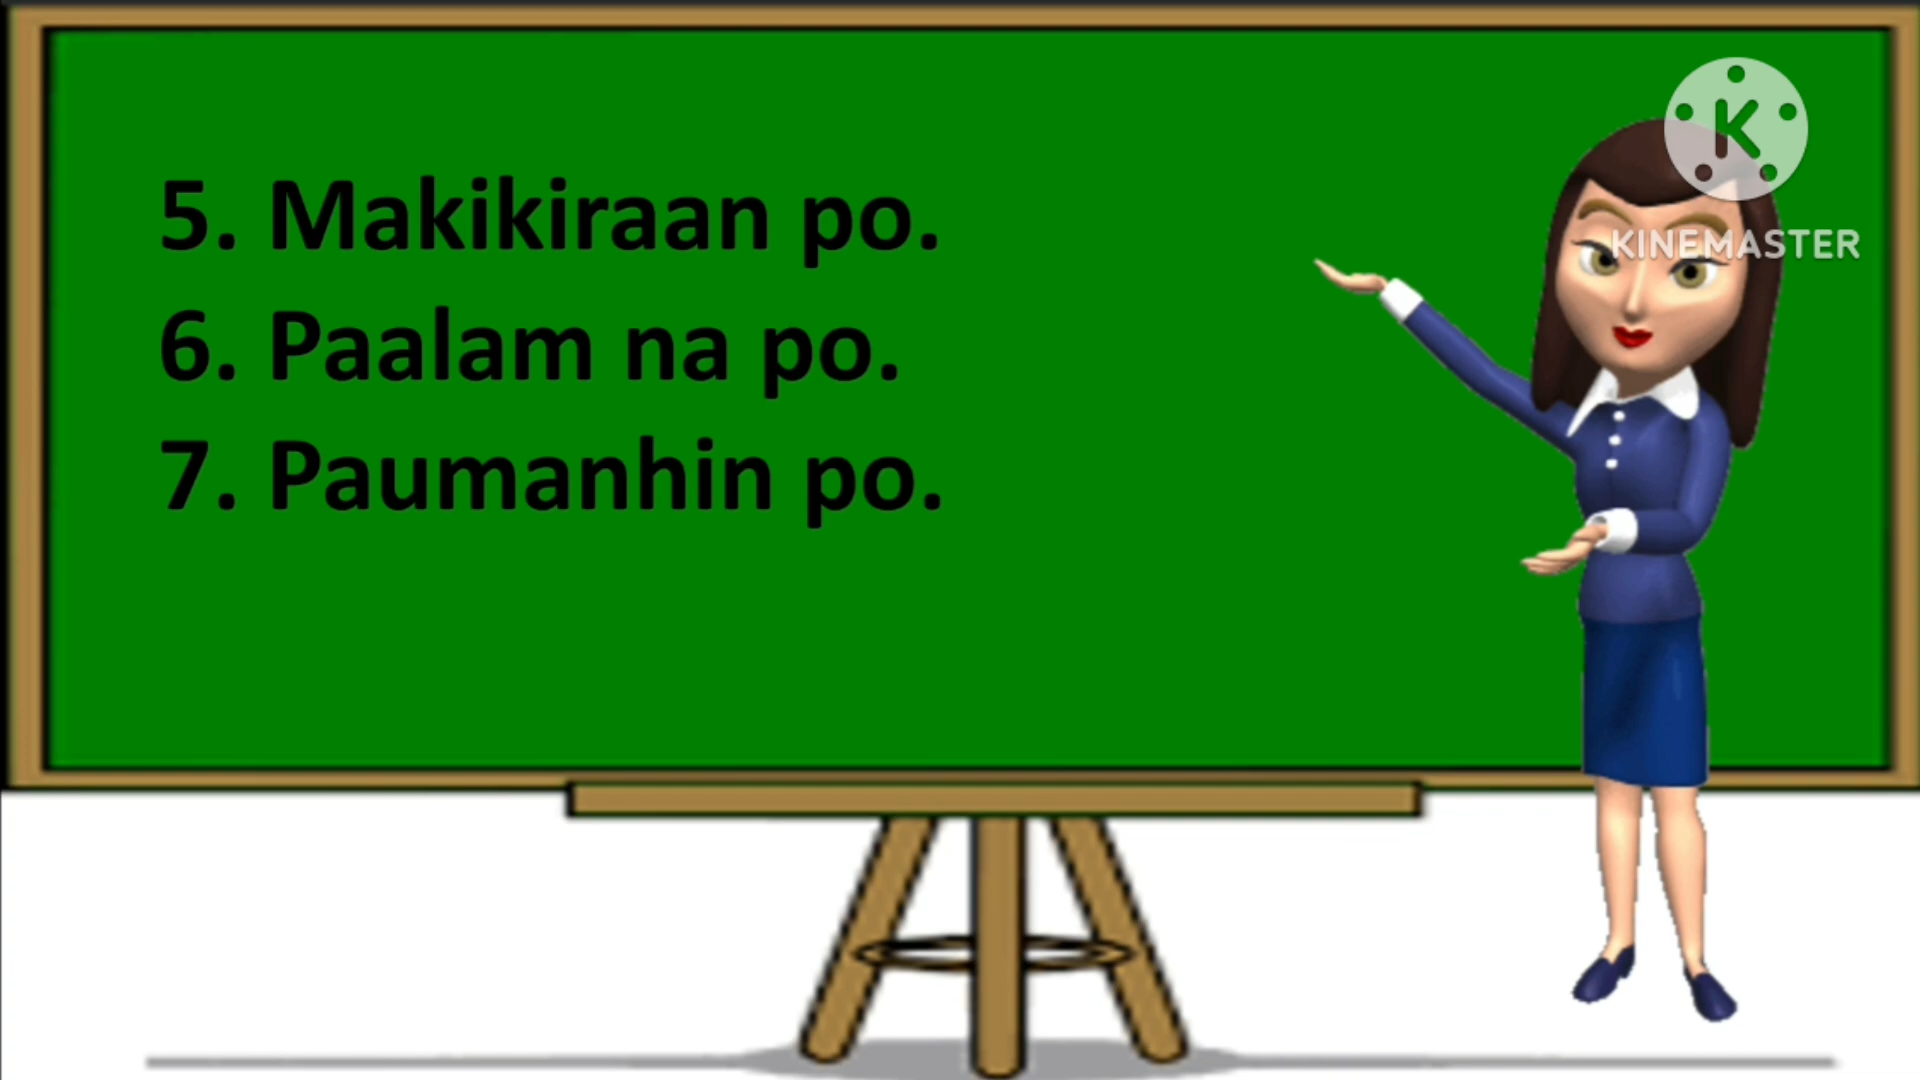 5. Makikiraan po.
6. Paalam na po.
7. Paumanhin po.
K
KINEMASTER